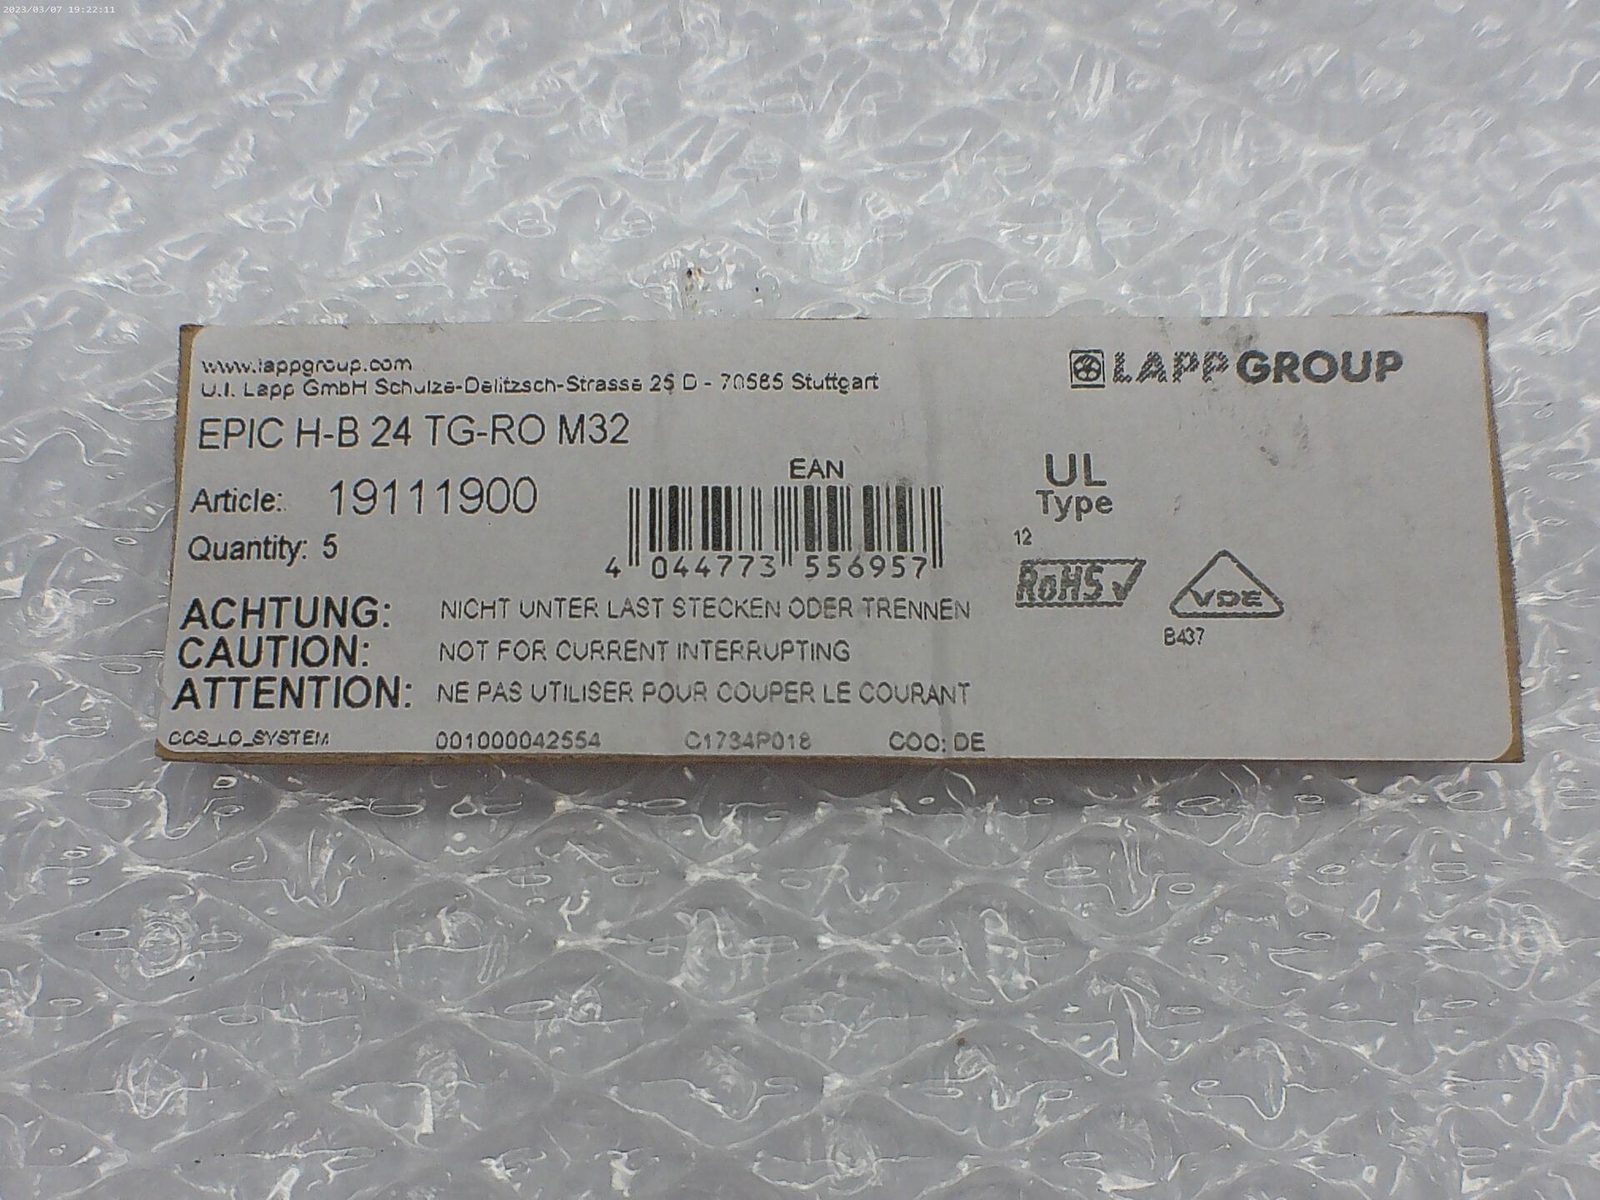 2023/03/07 19:22:11
www.lappgroup.com
U.I. Lapp GmbH Schulze-Delitzsch-Strasse 25 D - 70565 Stuttgart
LAPP GROUP
EPIC H-B 24 TG-RO M32
EAN
Article: 19111900
Quantity: 5
4 044773 556957
UL
Type
12
RoHS
VDE
B437
ACHTUNG: NICHT UNTER LAST STECKEN ODER TRENNEN
CAUTION: NOT FOR CURRENT INTERRUPTING
ATTENTION: NE PAS UTILISER POUR COUPER LE COURANT
CCS_LO_SYSTEM 001000042554 C1734P018 COO: DE